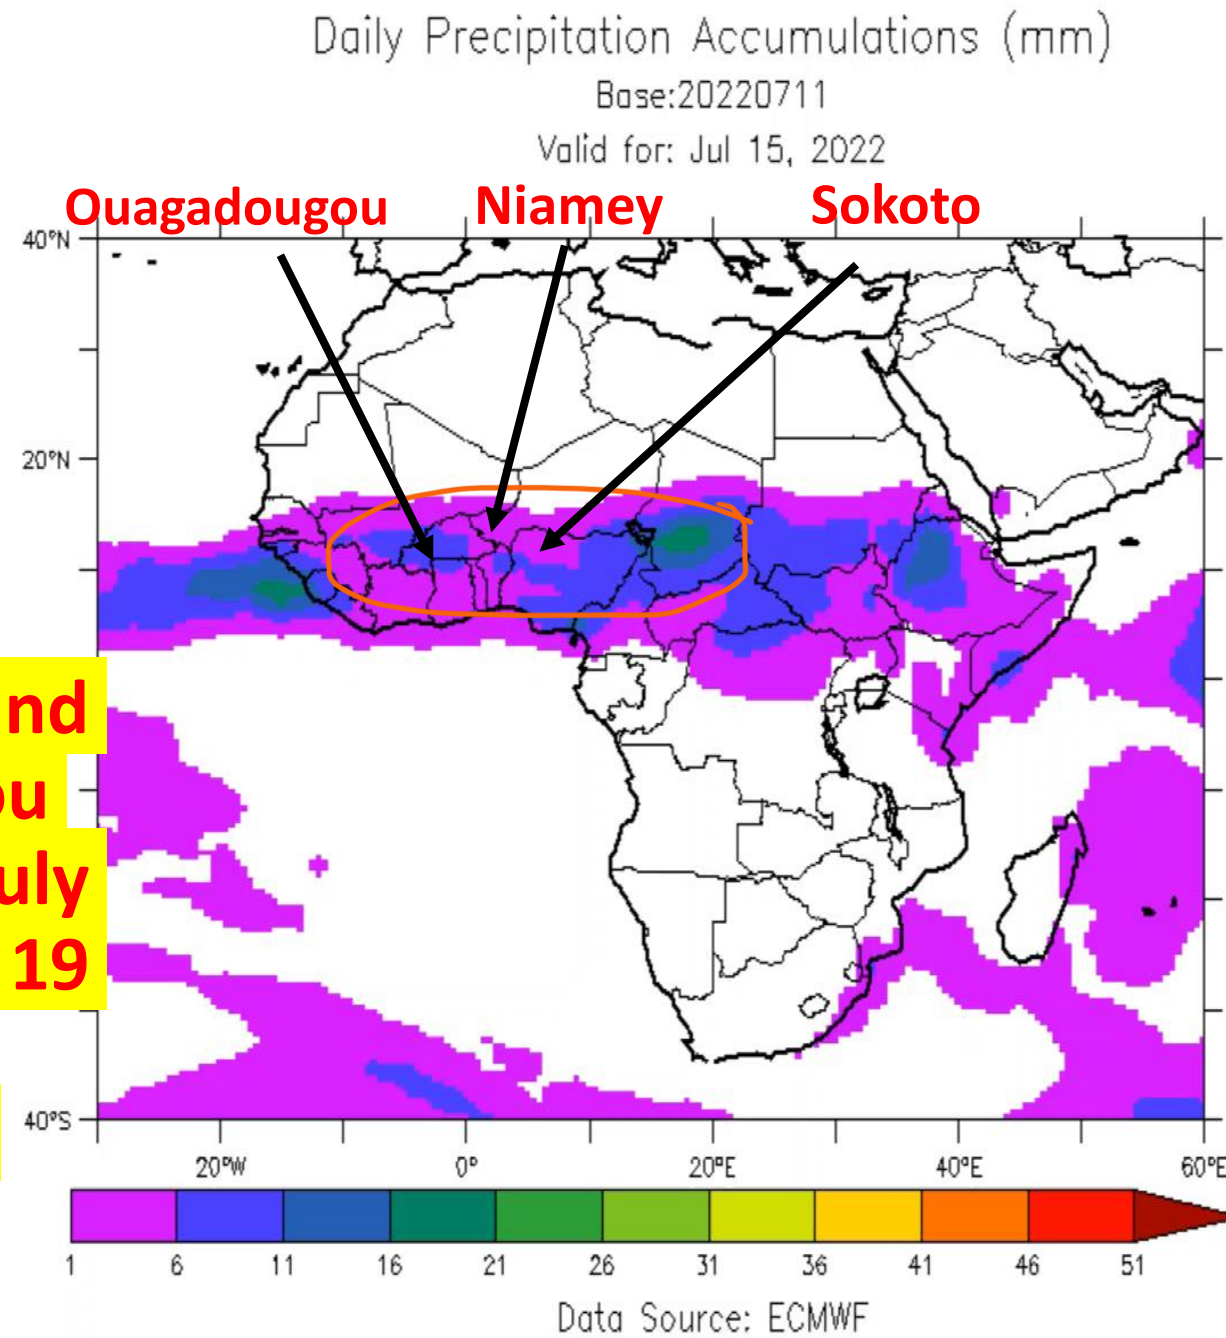 Daily Precipitation Accumulations (mm)
Base:20220711
Valid for: Jul 15, 2022
Ouagadougou Niamey Sokoto
40°N
20°N
nd
ou
uly
19
40°S
20°W 0° 20°E 40°E 60°E
1 6 11 16 21 26 31 36 41 46 51
Data Source: ECMWF